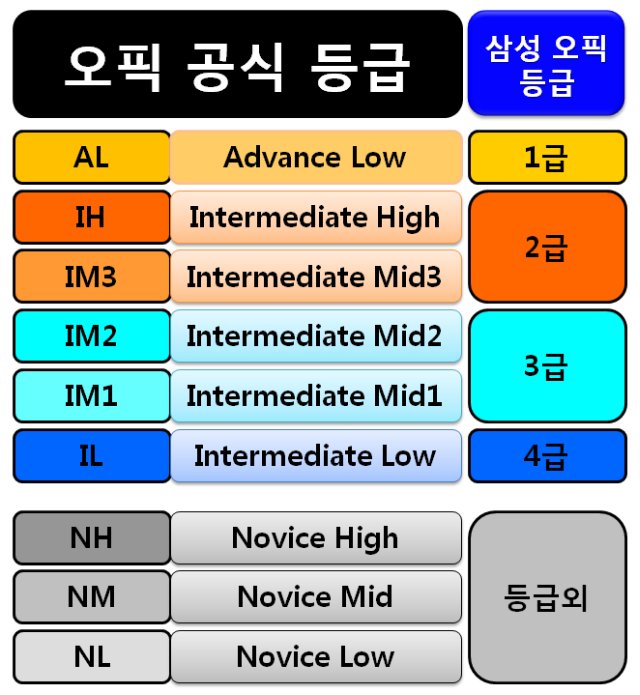 오픽 공식 등급
삼성 오픽
등급
AL Advance Low 1급
IH Intermediate High
2급
IM3 Intermediate Mid3
IM2 Intermediate Mid2
3급
IM1 Intermediate Mid1
IL Intermediate Low 4급
NH Novice High
NM Novice Mid 등급외
NL Novice Low